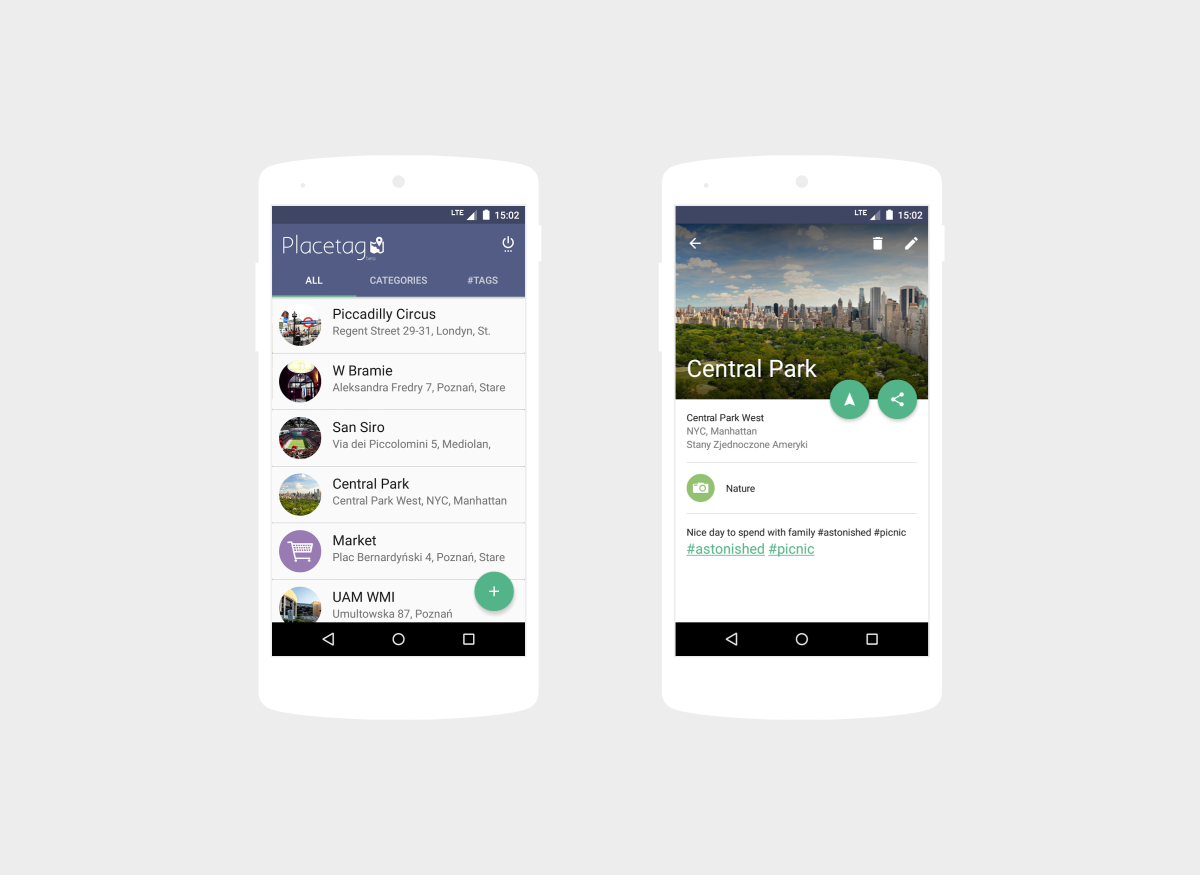 LTE 15:02
Placetag
beta
ALL CATEGORIES #TAGS
Piccadilly Circus
Regent Street 29-31, Londyn, St.
W Bramie
Aleksandra Fredry 7, Poznań, Stare
San Siro
Via dei Piccolomini 5, Mediolan,
Central Park
Central Park West, NYC, Manhattan
Market
Plac Bernardyński 4, Poznań, Stare
UAM WMI
Umultowska 87, Poznań
LTE 15:02
Central Park
Central Park West
NYC, Manhattan
Stany Zjednoczone Ameryki
Nature
Nice day to spend with family #astonished #picnic
#astonished #picnic